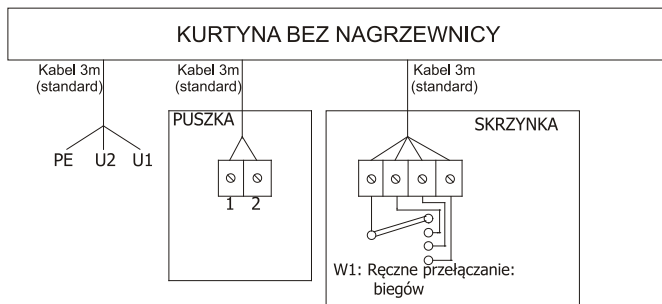 KURTYNA BEZ NAGRZEWNICY
Kabel 3m
(standard)
Kabel 3m
(standard)
Kabel 3m
(standard)
PE U2 U1
PUSZKA
1 2
SKRZYNKA
W1: Ręczne przełączanie:
biegów